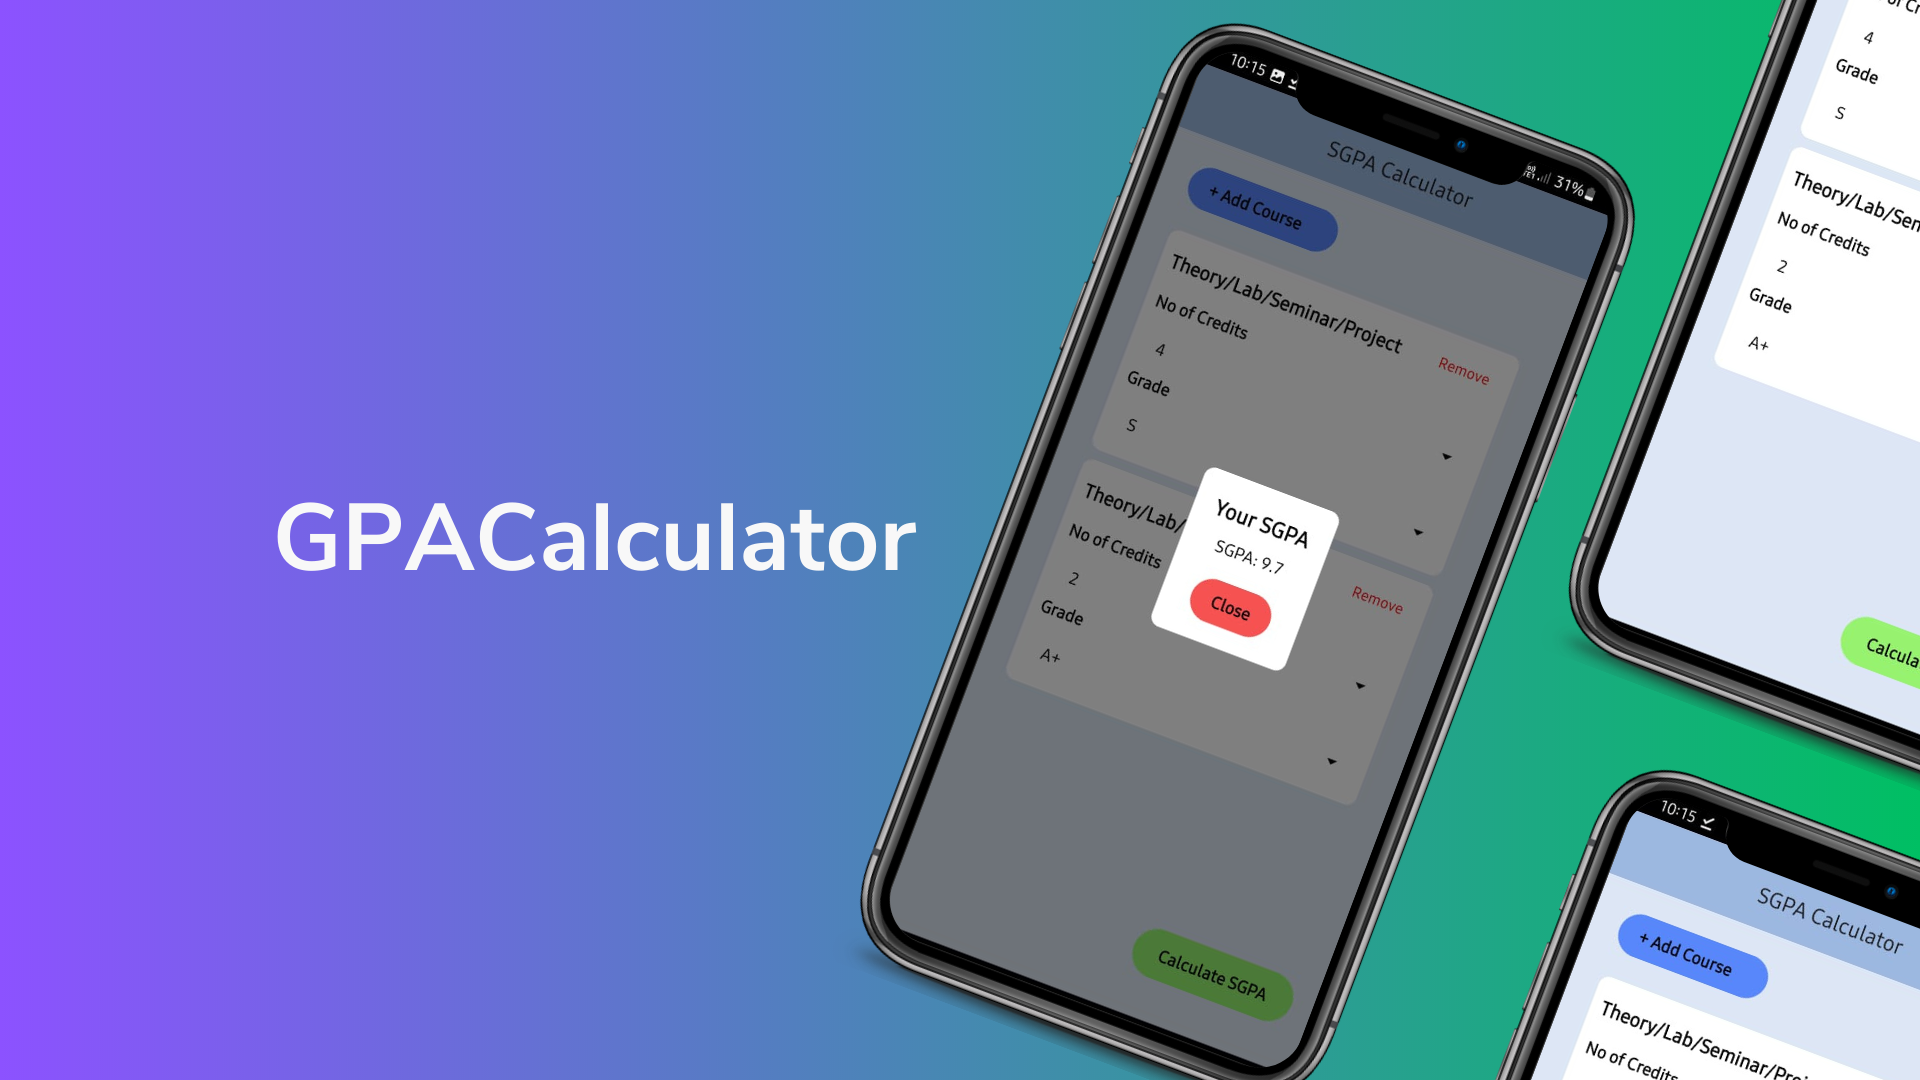 GPACalculator
10:15
31%
SGPA Calculator
+ Add Course
Theory/Lab/Seminar/Project
Remove
No of Credits
4
Grade
S
Theory/Lab/
Remove
No of Credits
2
Grade
A+
Your SGPA
SGPA: 9.7
Close
Calculate SGPA
4
Grade
S
Theory/Lab/Sem
No of Credits
2
Grade
A+
Calcula
10:15
SGPA Calculator
+ Add Course
Theory/Lab/Seminar/Proj
No of Credits